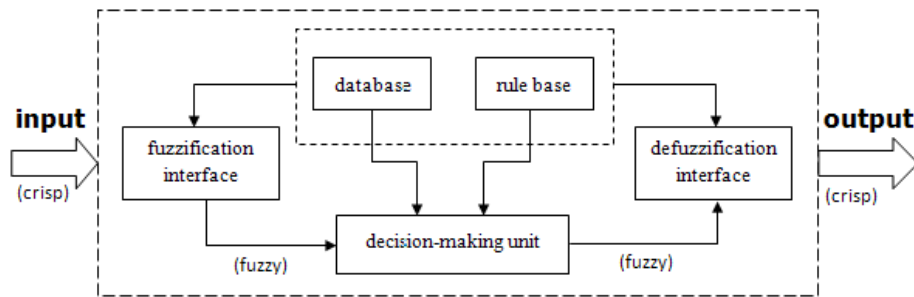 database
rule base
input
(crisp)
fuzzification
interface
defuzzification
interface
output
(crisp)
decision-making unit
(fuzzy)
(fuzzy)